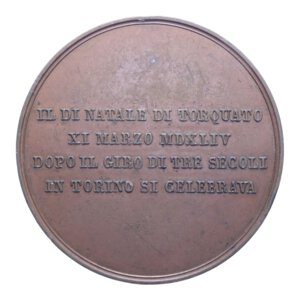 IL DI NATALE DI TORQUATO
XI MARZO MDXLIV
DOPO IL GIRO DI TRE SECOLI
IN TORINO SI CELEBRAVA